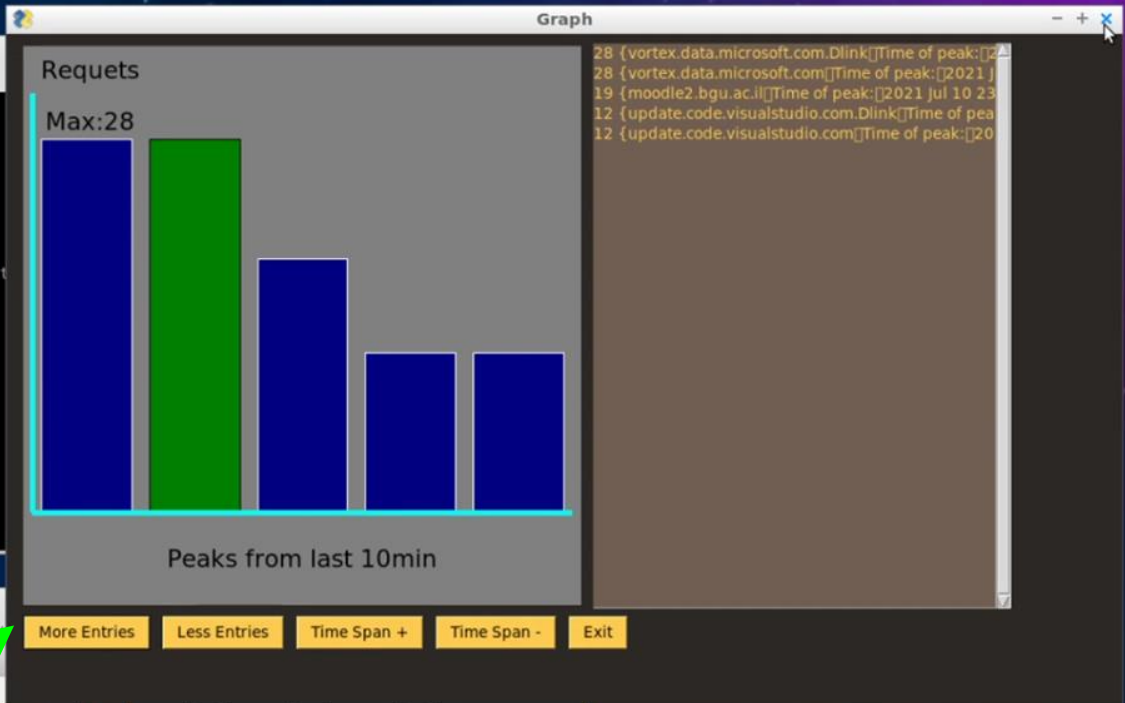 Graph
Requets
Max:28
Peaks from last 10min
28 {vortex.data.microsoft.com.Dlink▯Time of peak:▯2
28 {vortex.data.microsoft.com▯Time of peak:▯2021 J
19 {moodle2.bgu.ac.il▯Time of peak:▯2021 Jul 10 23
12 {update.code.visualstudio.com.Dlink▯Time of pea
12 {update.code.visualstudio.com▯Time of peak:▯20
More Entries Less Entries Time Span + Time Span - Exit